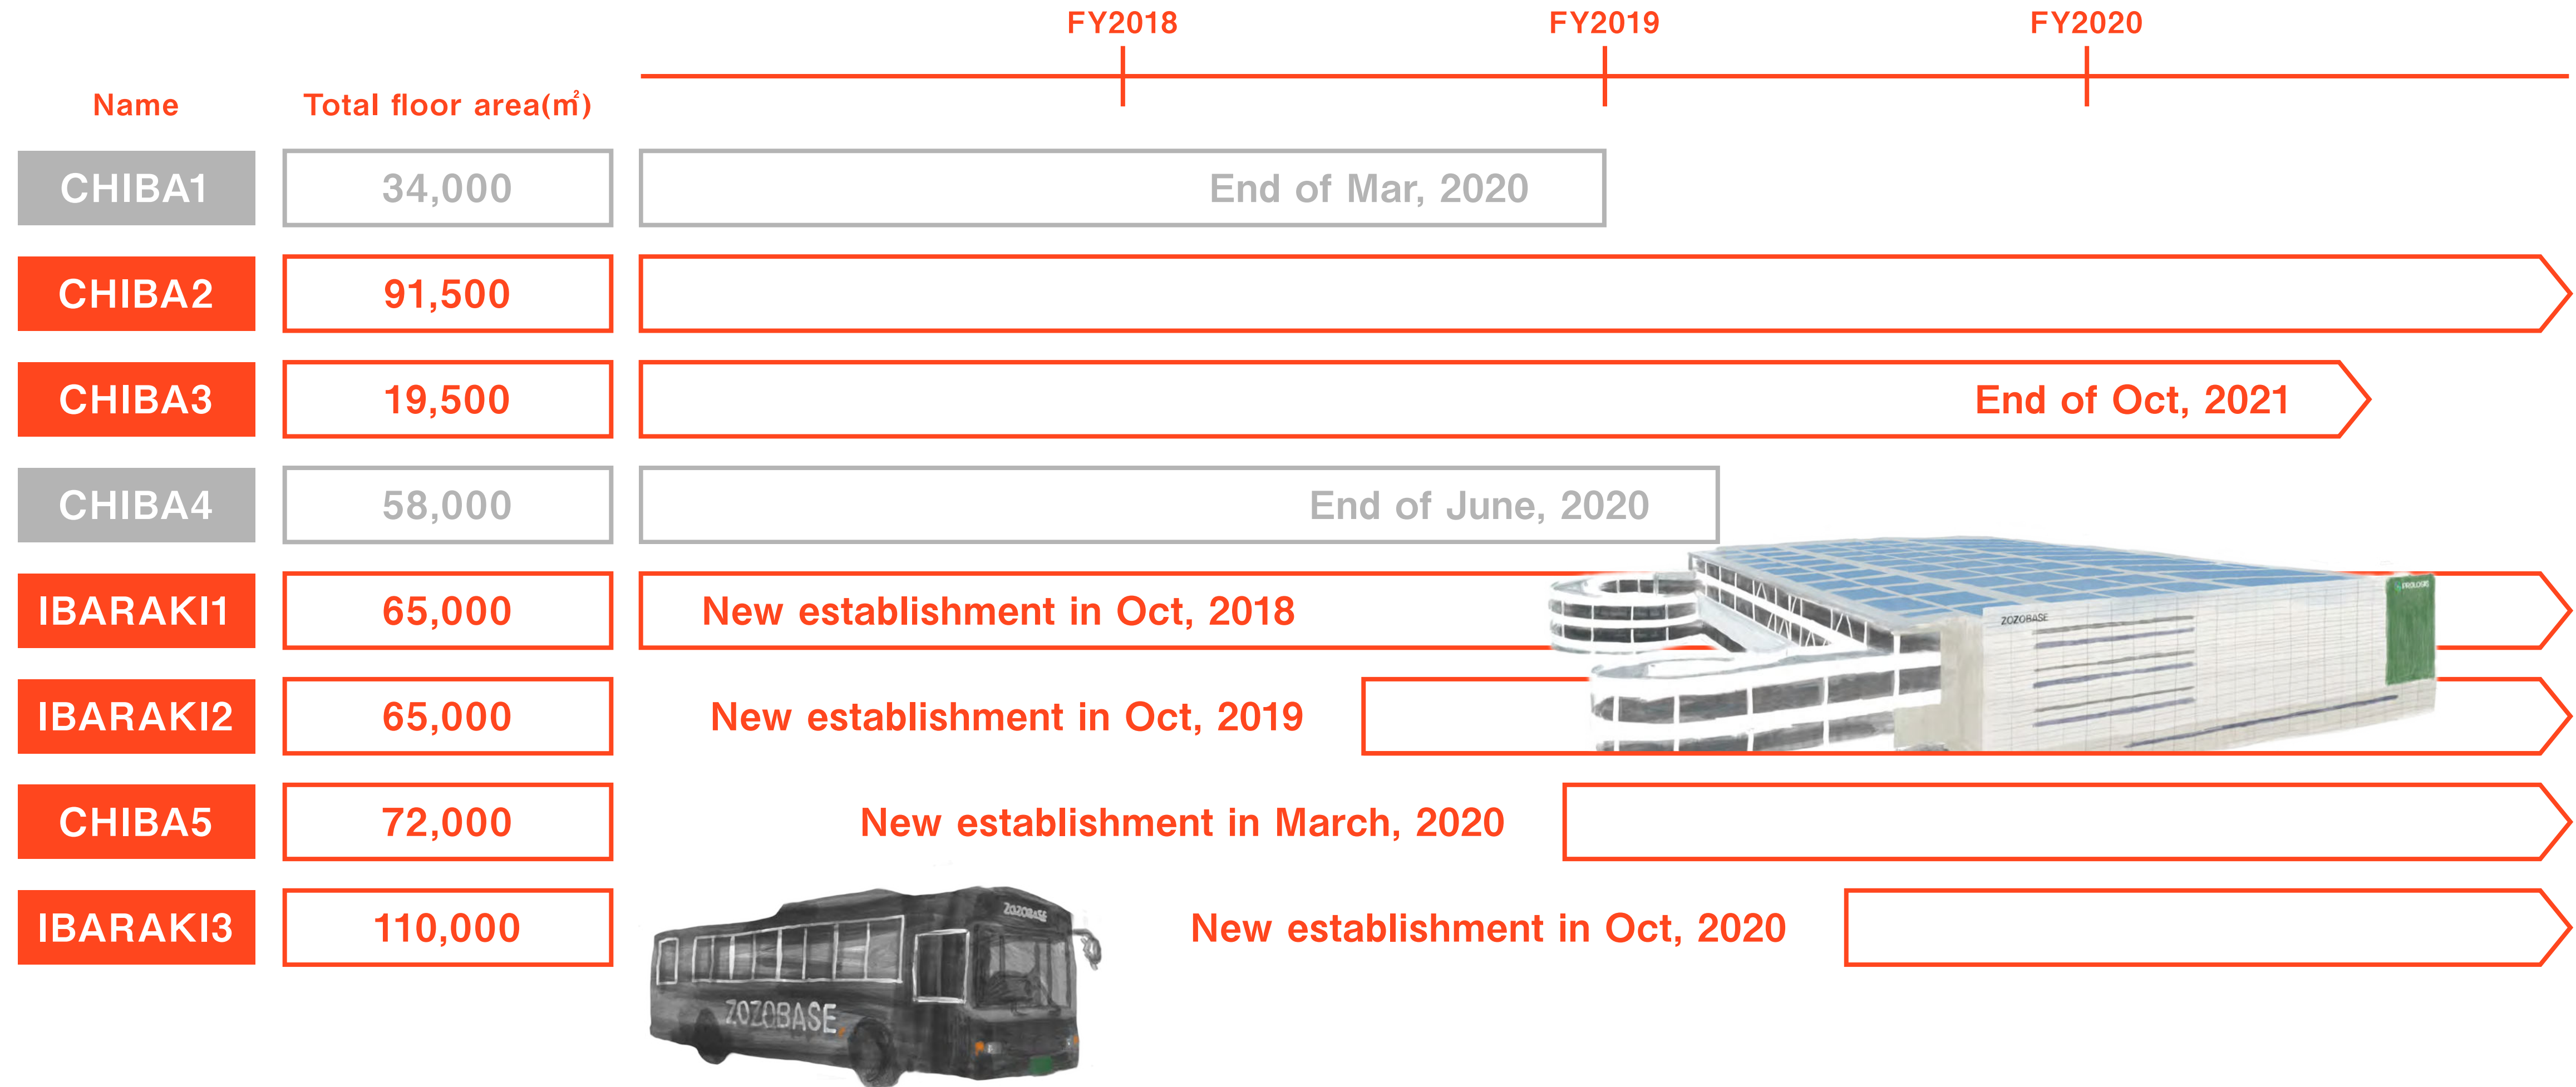 FY2018 FY2019 FY2020
Name Total floor area(㎡)
CHIBA1 34,000 End of Mar, 2020
CHIBA2 91,500
CHIBA3 19,500 End of Oct, 2021
CHIBA4 58,000 End of June, 2020
IBARAKI1 65,000 New establishment in Oct, 2018
PROLOGIS
ZOZOBASE
IBARAKI2 65,000 New establishment in Oct, 2019
CHIBA5 72,000 New establishment in March, 2020
IBARAKI3 110,000 New establishment in Oct, 2020
ZOZOBASE
ZOZOBASE